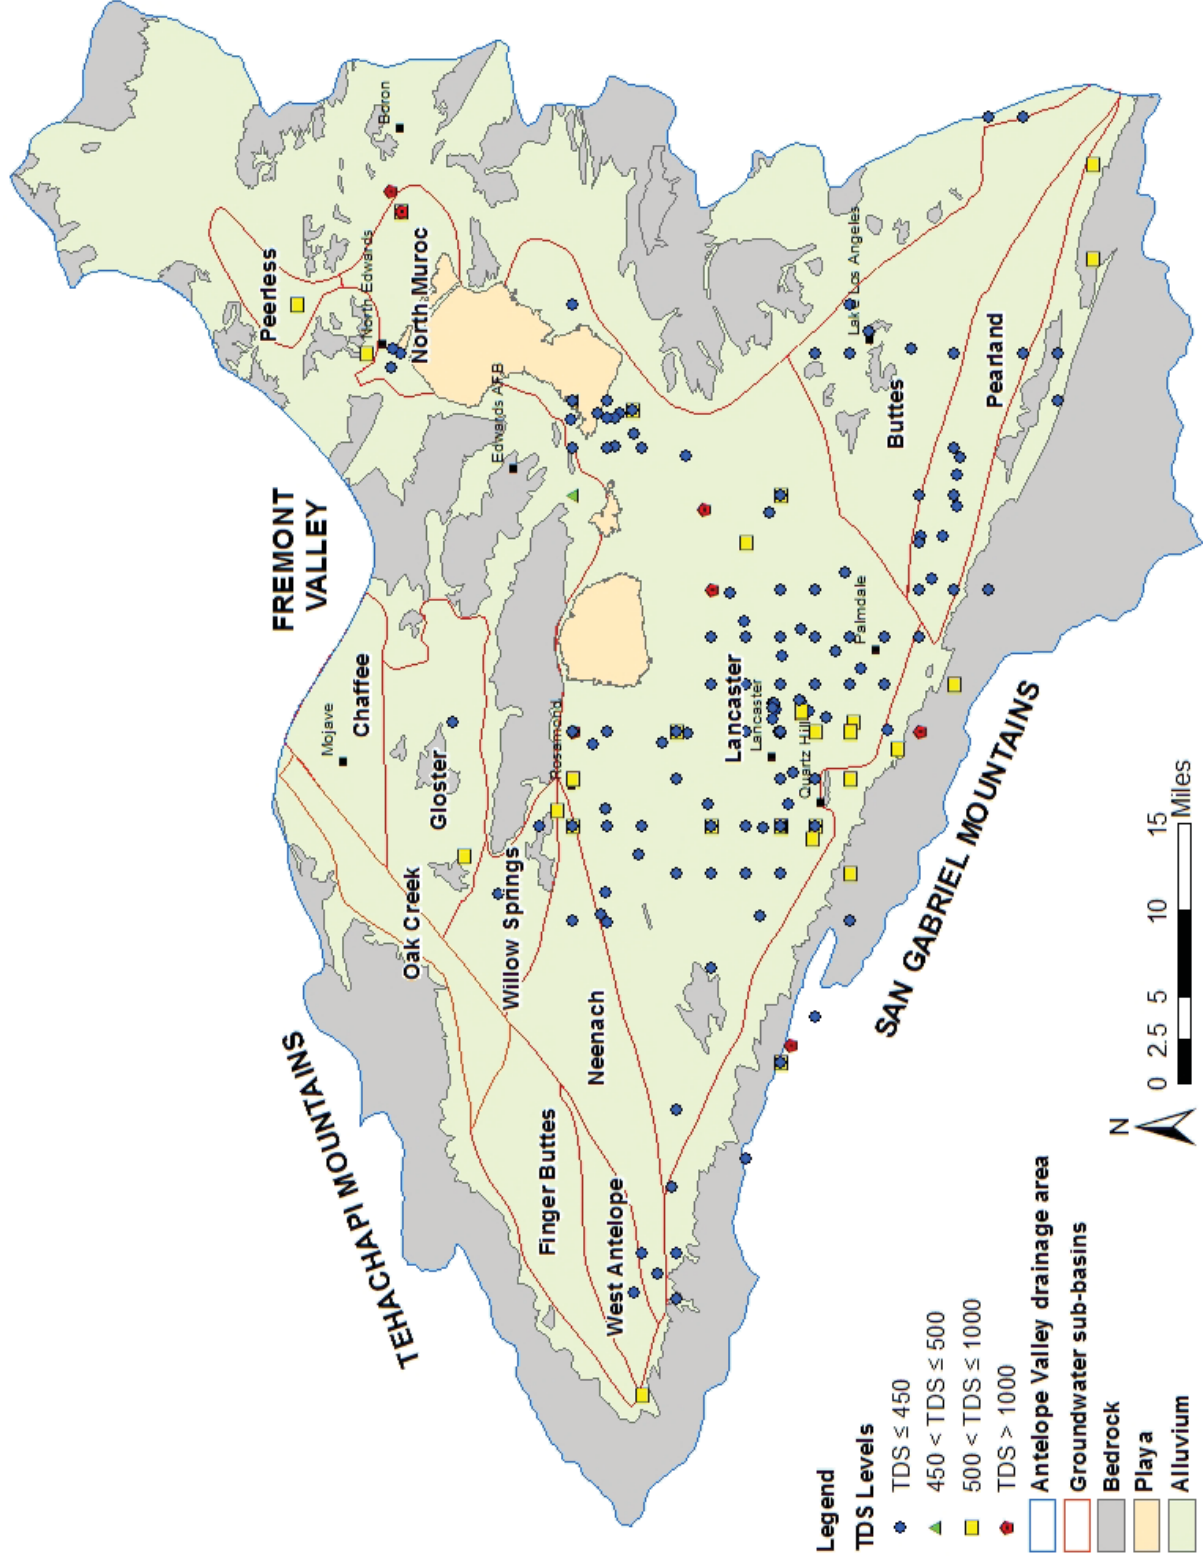 FREMONT
VALLEY
TEHACHAPI MOUNTAINS
SAN GABRIEL MOUNTAINS
Peerless
North Edwards
Boron
North Muroc
Edwards AFB
Mojave
Chaffee
Gloster
Oak Creek
Rosamond
Willow Springs
Neenach
Finger Buttes
West Antelope
Lancaster
Lancaster
Quartz Hill
Palmdale
Lake Los Angeles
Buttes
Pearland
Legend
TDS Levels
TDS ≤ 450
450 < TDS ≤ 500
500 < TDS ≤ 1000
TDS > 1000
Antelope Valley drainage area
Groundwater sub-basins
Bedrock
Playa
Alluvium
N
0 2.5 5 10 15
Miles